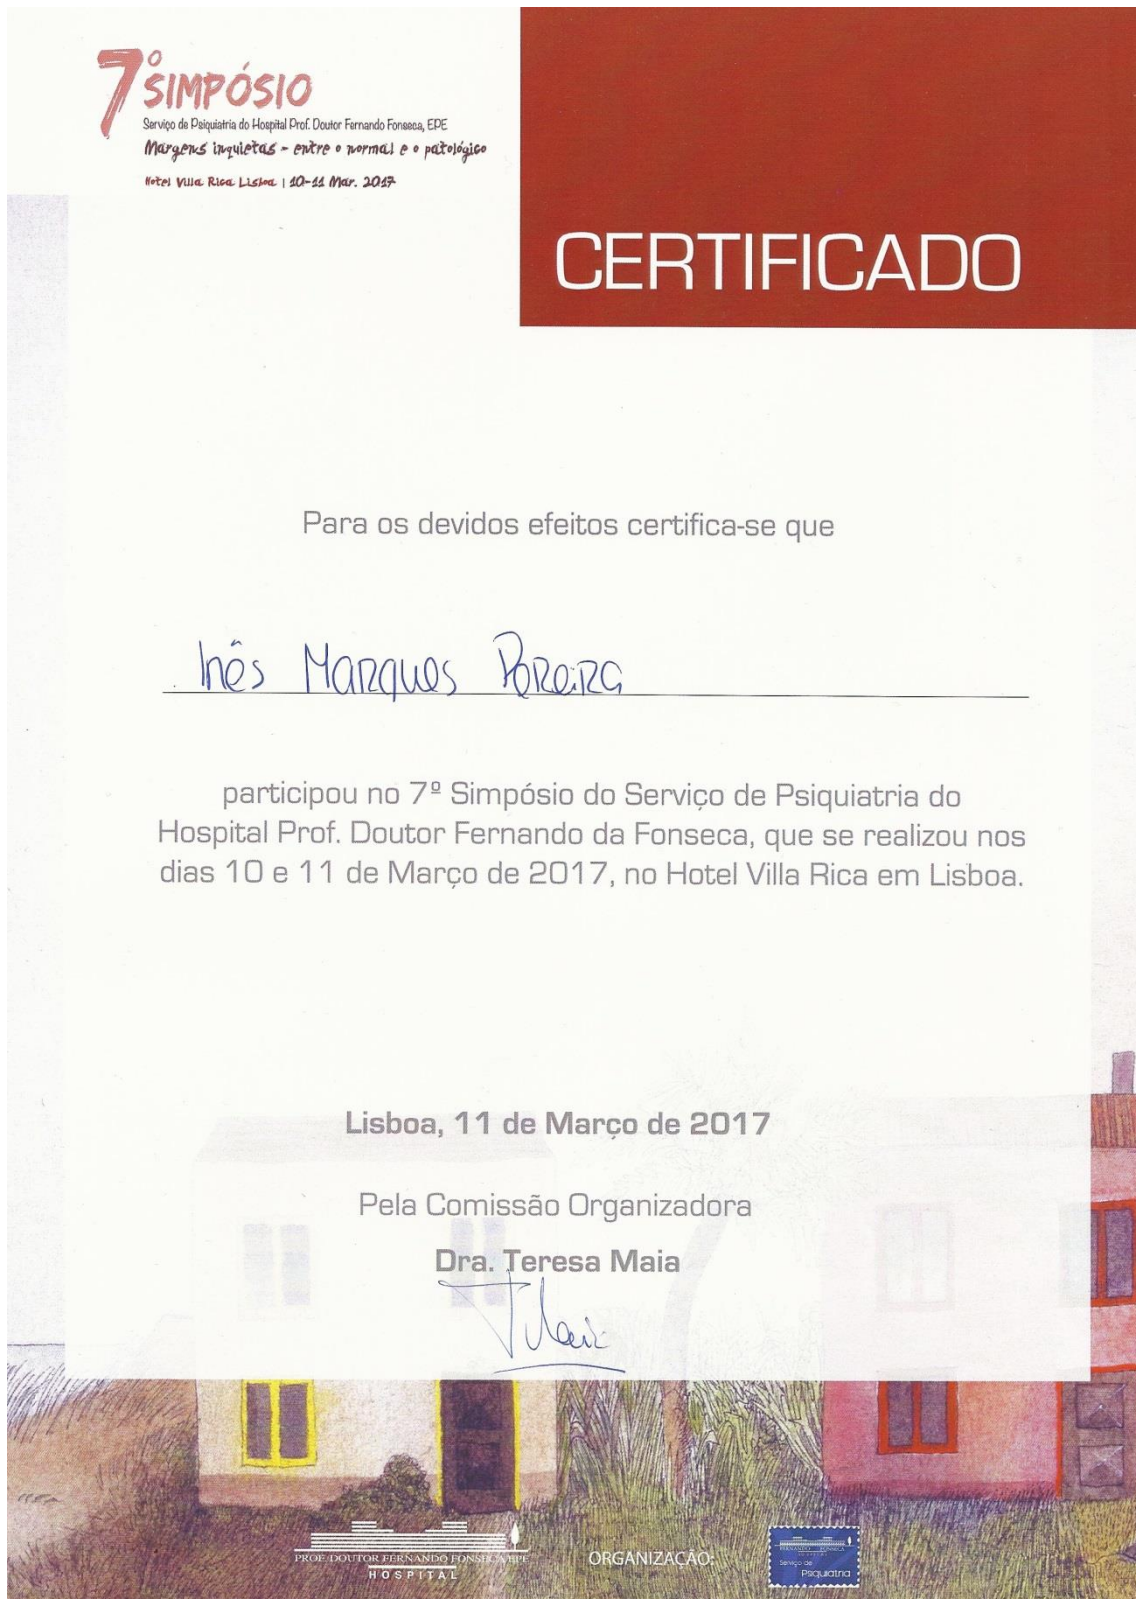 7º SIMPÓSIO
Serviço de Psiquiatria do Hospital Prof. Doutor Fernando Fonseca, EPE
Margens inquietas - entre o normal e o patológico
Hotel Villa Rica Lisboa | 10-11 Mar. 2017
CERTIFICADO
Para os devidos efeitos certifica-se que
Inês Marques Pereira
participou no 7º Simpósio do Serviço de Psiquiatria do
Hospital Prof. Doutor Fernando da Fonseca, que se realizou nos
dias 10 e 11 de Março de 2017, no Hotel Villa Rica em Lisboa.
Lisboa, 11 de Março de 2017
Pela Comissão Organizadora
Dra. Teresa Maia
T Maia
PROF. DOUTOR FERNANDO FONSECA, EPE
HOSPITAL
ORGANIZAÇÃO:
FERNANDO FONSECA
Serviço de
Psiquiatria